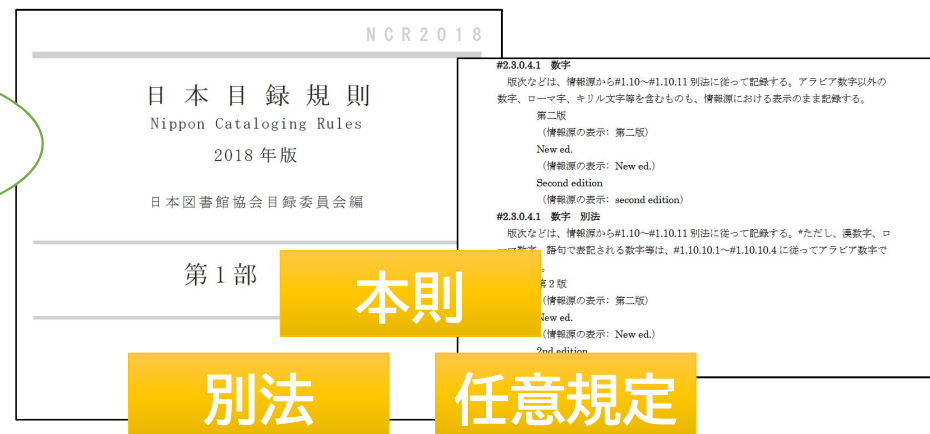 NCR2018
日本目録規則
Nippon Cataloging Rules
2018年版
日本図書館協会目録委員会編
第1部
#2.3.0.4.1 数字
版次などは、情報源から#1.10~#1.10.11別法に従って記録する。アラビア数字以外の
数字、ローマ字、キリル文字等を含むものも、情報源における表示のまま記録する。
第二版
(情報源の表示: 第二版)
New ed.
(情報源の表示: New ed.)
Second edition
(情報源の表示: second edition)
#2.3.0.4.1 数字 別法
版次などは、情報源から#1.10~#1.10.11別法に従って記録する。*ただし、漢数字、ロ
語句で表記される数字等は、#1.10.10.1~#1.10.10.4に従ってアラビア数字で
。
第2版
(情報源の表示: 第二版)
New ed.
(情報源の表示: New ed.)
2nd edition
本則
別法
任意規定